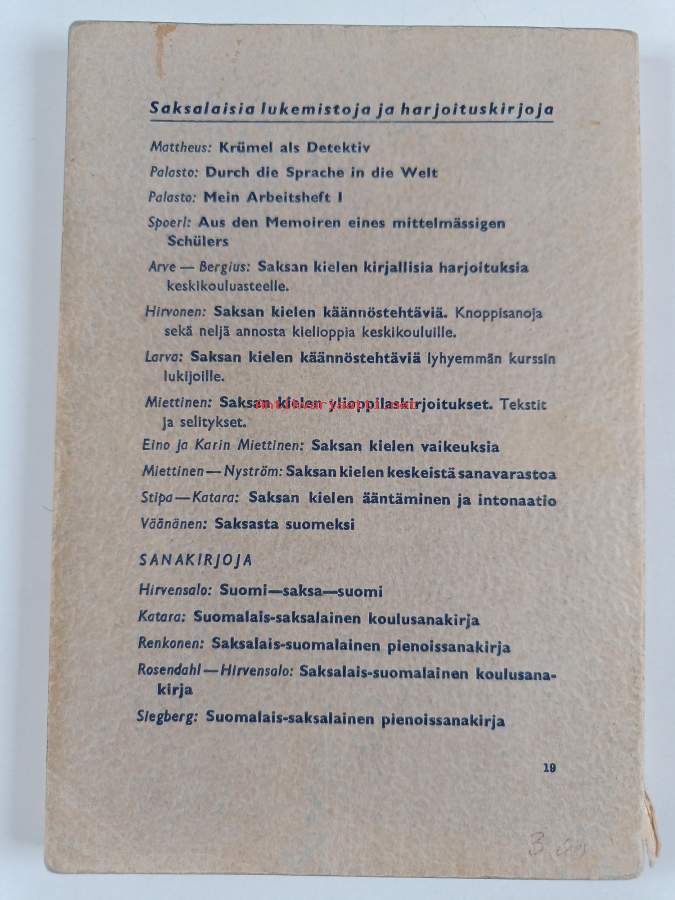 Saksalaisia lukemistoja ja harjoituskirjoja
Mattheus: Krümel als Detektiv
Palasto: Durch die Sprache in die Welt
Palasto: Mein Arbeitsheft I
Spoerl: Aus den Memoiren eines mittelmässigen
Schülers
Arve — Bergius: Saksan kielen kirjallisia harjoituksia
keskikouluasteelle.
Hirvonen: Saksan kielen käännöstehtäviä. Knoppisanoja
sekä neljä annosta kielioppia keskikouluille.
Larva: Saksan kielen käännöstehtäviä lyhyemmän kurssin
lukijoille.
Miettinen: Saksan kielen ylioppilaskirjoitukset. Tekstit
ja selitykset.
Eino ja Karin Miettinen: Saksan kielen vaikeuksia
Miettinen — Nyström: Saksan kielen keskeistä sanavarastoa
Stipa — Katara: Saksan kielen ääntäminen ja intonaatio
Väänänen: Saksasta suomeksi
SANAKIRJOJA
Hirvensalo: Suomi—saksa—suomi
Katara: Suomalais-saksalainen koulusanakirja
Renkonen: Saksalais-suomalainen pienoissanakirja
Rosendahl — Hirvensalo: Saksalais-suomalainen koulusana-
kirja
Siegberg: Suomalais-saksalainen pienoissanakirja
19
3